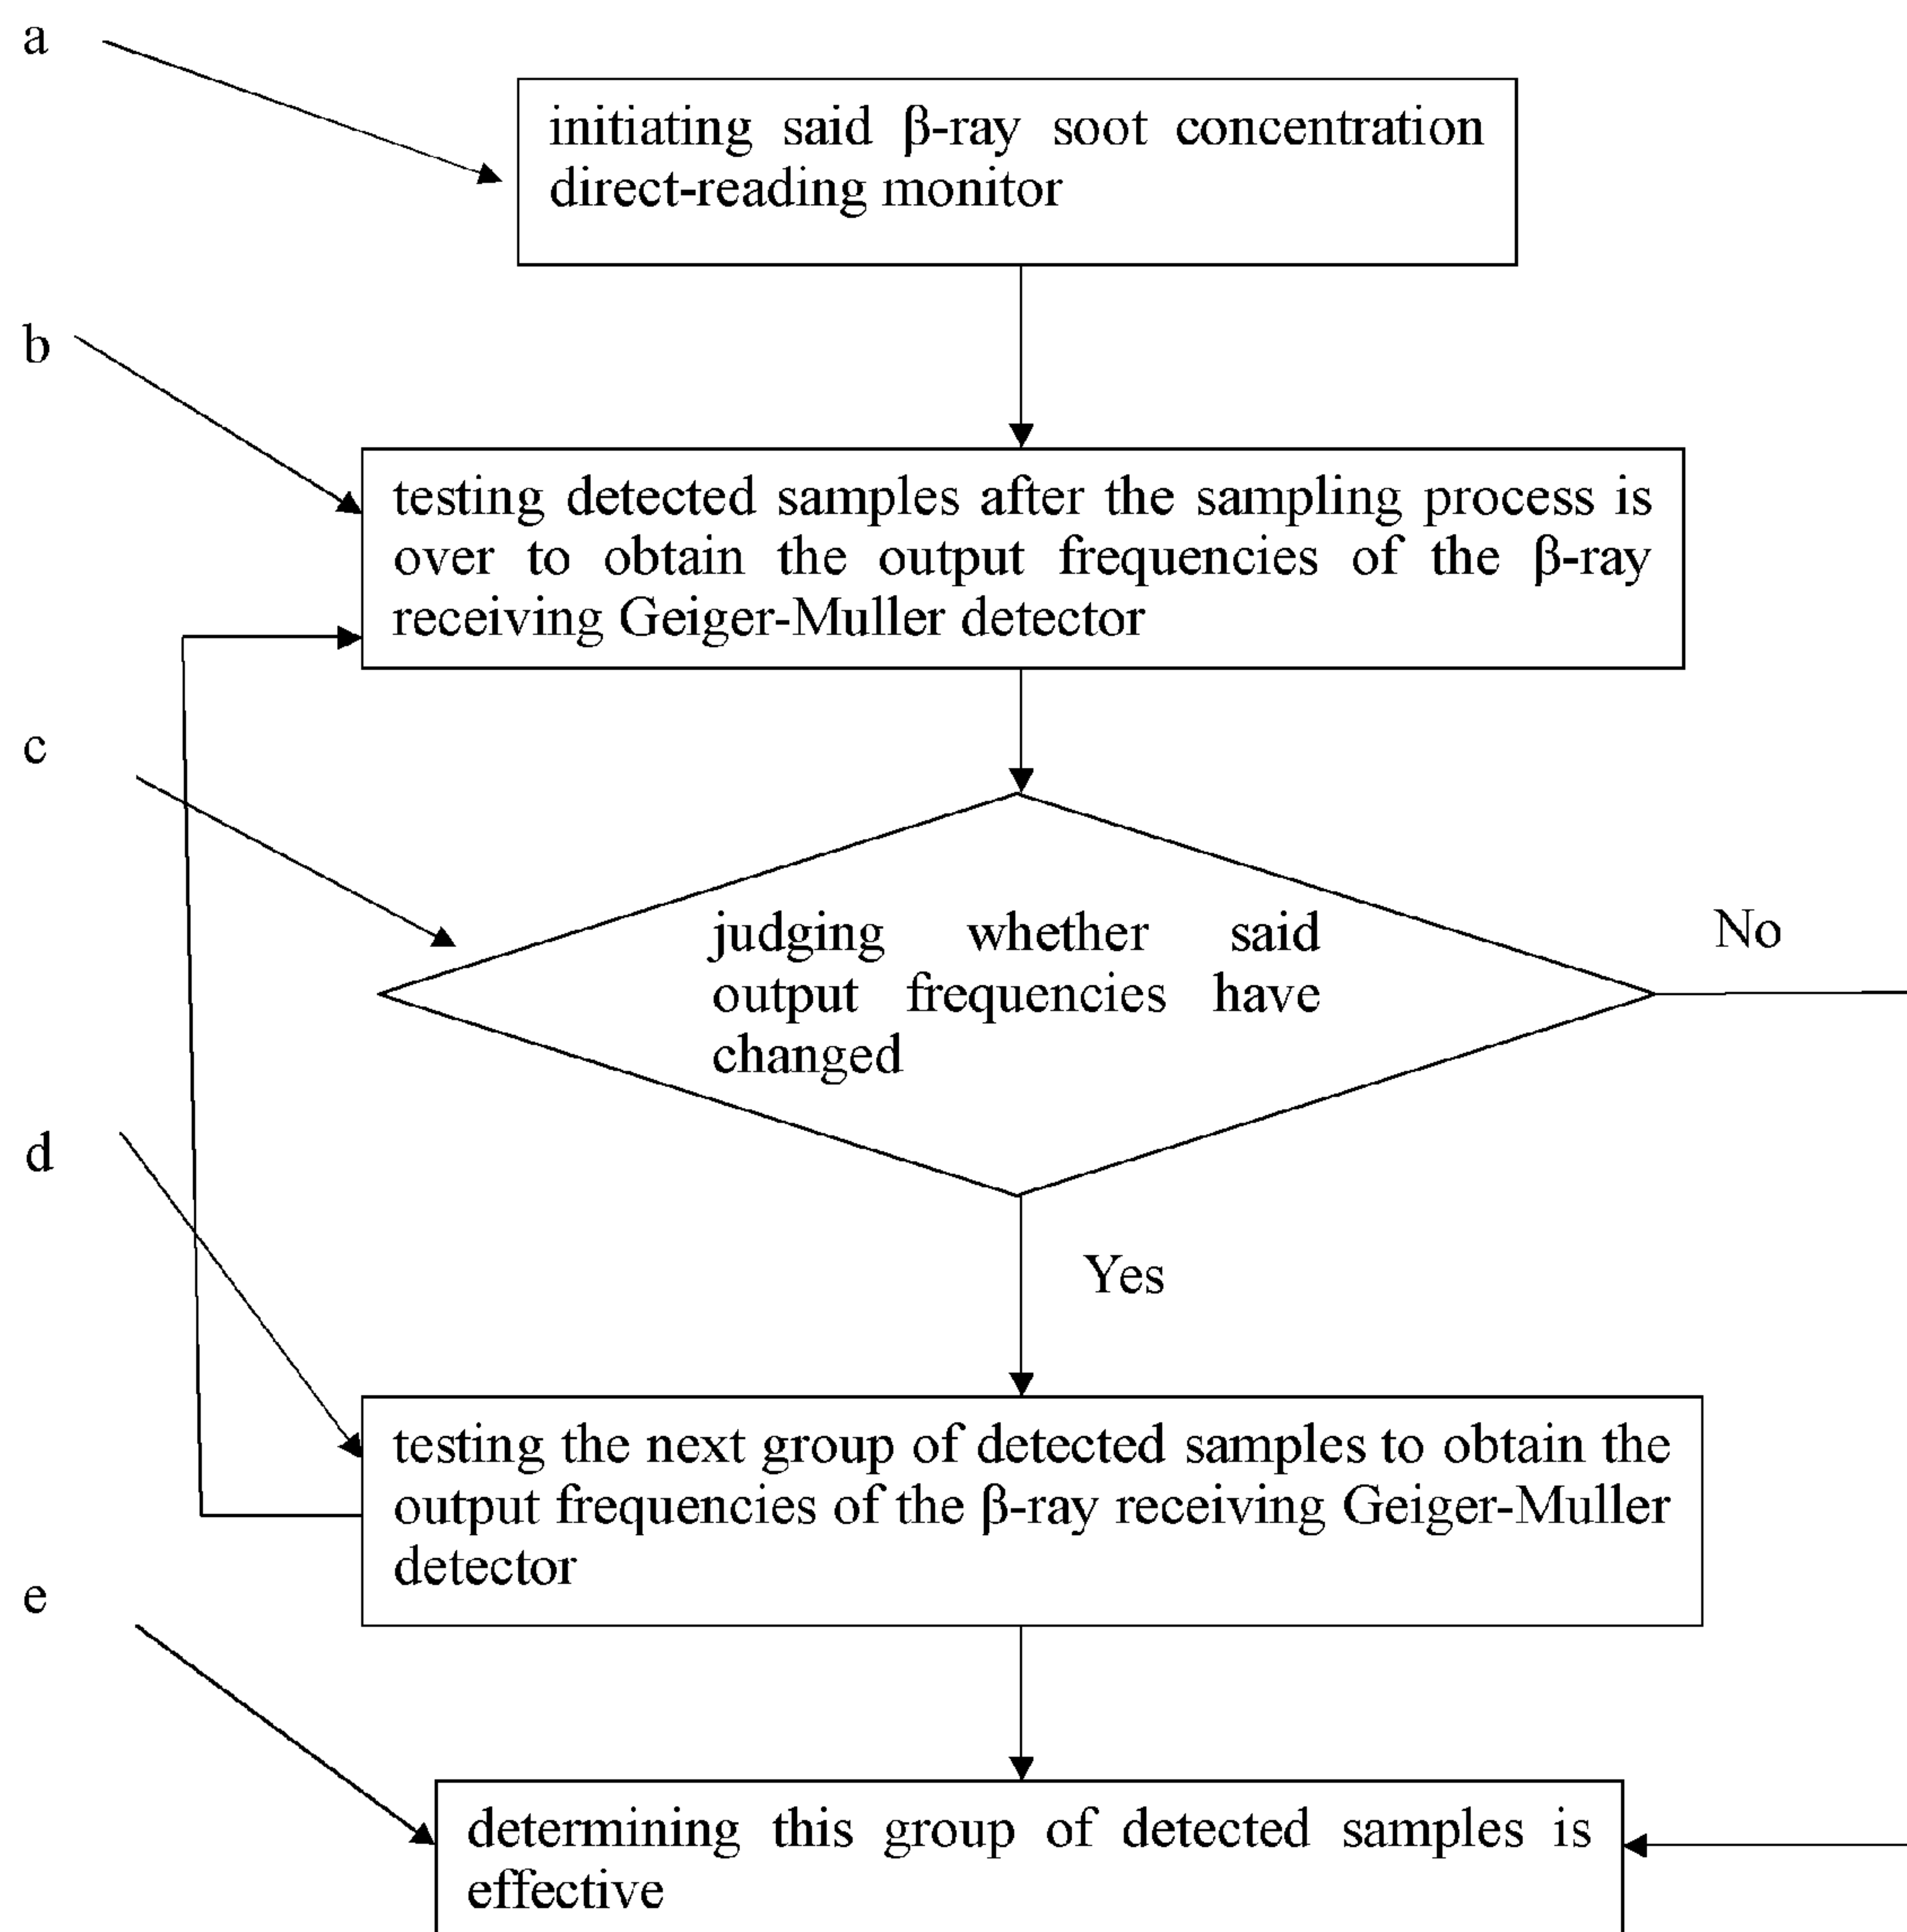 a
initiating said β-ray soot concentration
direct-reading monitor
b
testing detected samples after the sampling process is
over to obtain the output frequencies of the β-ray
receiving Geiger-Muller detector
c
judging whether said
output frequencies have
changed
No
d
Yes
testing the next group of detected samples to obtain the
output frequencies of the β-ray receiving Geiger-Muller
detector
e
determining this group of detected samples is
effective